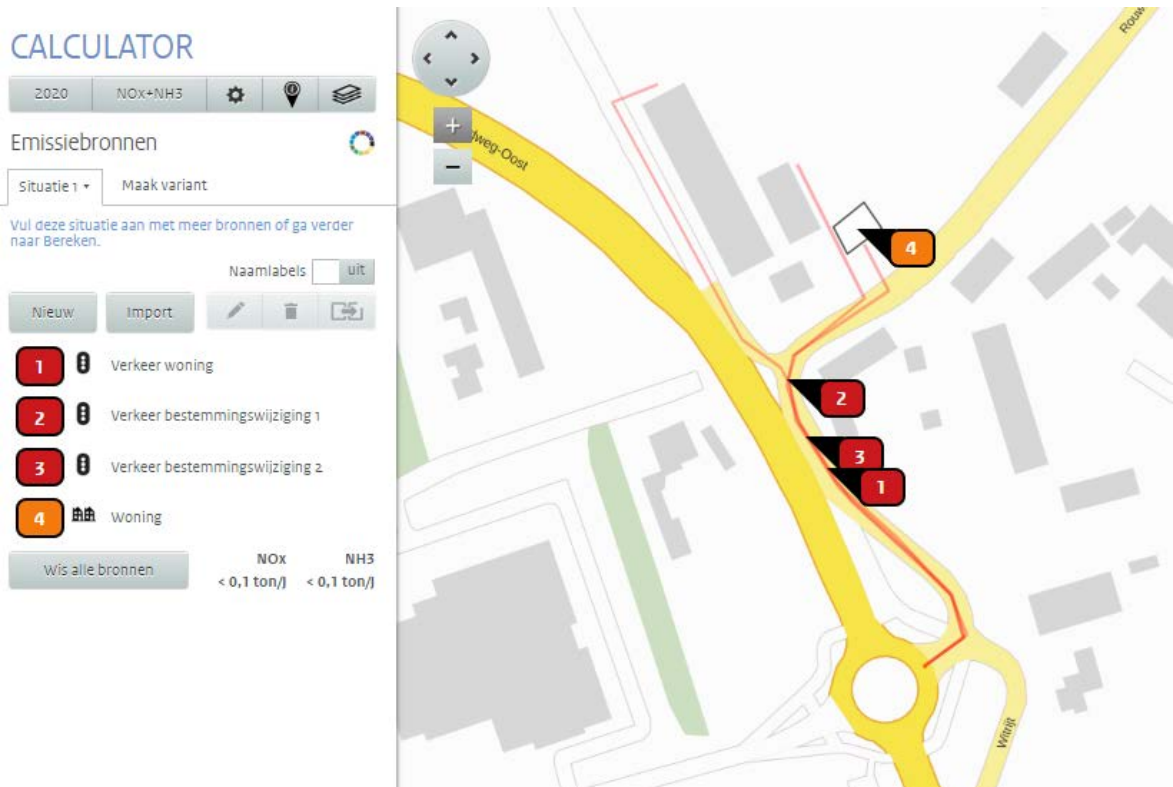 CALCULATOR
2020 NOx+NH3
Emissiebronnen
Situatie 1 Maak variant
Vul deze situatie aan met meer bronnen of ga verder
naar Bereken.
Naamlabels uit
Nieuw Import
1 Verkeer woning
2 Verkeer bestemmingswijziging 1
3 Verkeer bestemmingswijziging 2
4 Woning
Wis alle bronnen
NOx NH3
< 0,1 ton/j < 0,1 ton/j
weg-Oost
4
2
3
1
Witrijt